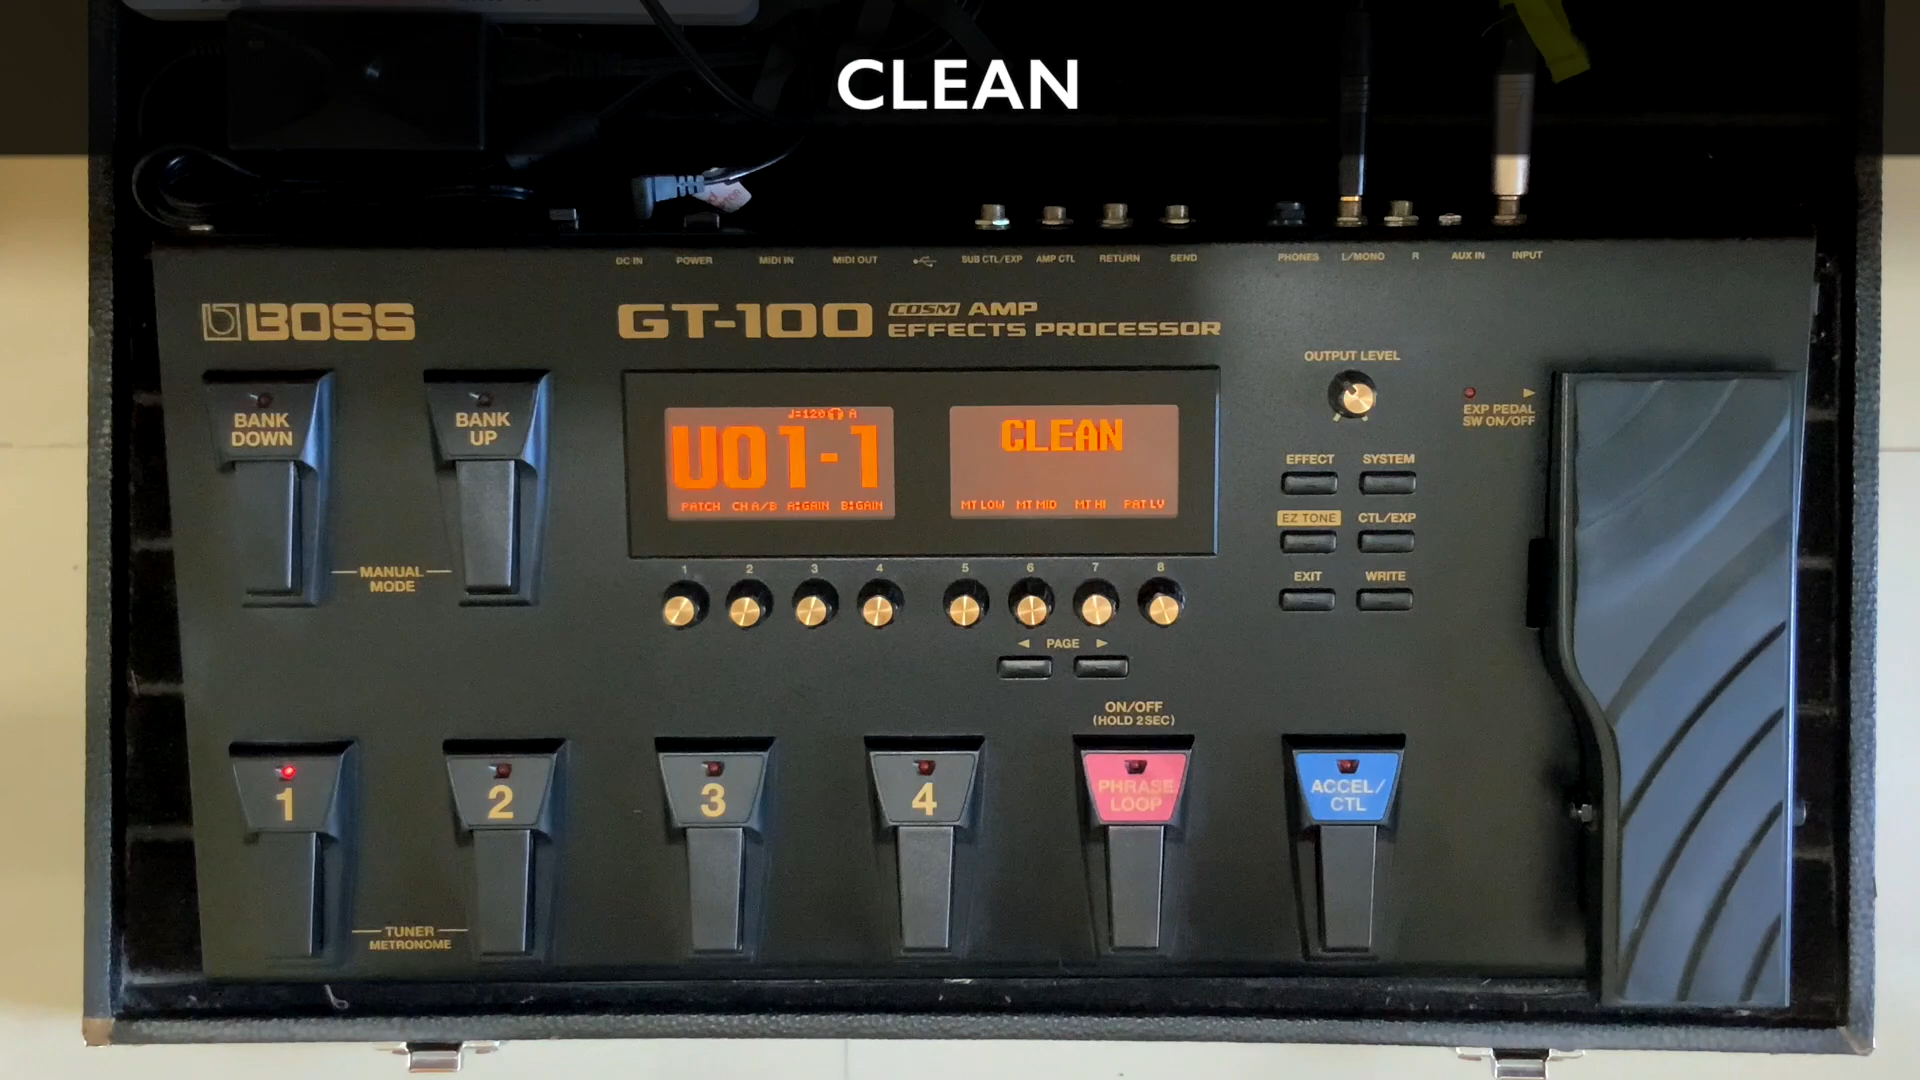 CLEAN
DC IN POWER MIDI IN MIDI OUT SUB CTL/EXP AMP CTL RETURN SEND PHONES L/MONO R AUX IN INPUT
BOSS
GT-100 COSM AMP
EFFECTS PROCESSOR
OUTPUT LEVEL
BANK
DOWN
BANK
UP
J=120 A
U01-1
PATCH CH A/B A:GAIN B:GAIN
CLEAN
MT LOW MT MID MT HI PAT LV
EXP PEDAL
SW ON/OFF
EFFECT SYSTEM
EZ TONE CTL/EXP
EXIT WRITE
MANUAL
MODE
1 2 3 4 5 6 7 8
PAGE
ON/OFF
(HOLD 2SEC)
1
2
3
4
PHRASE
LOOP
ACCEL/
CTL
TUNER
METRONOME